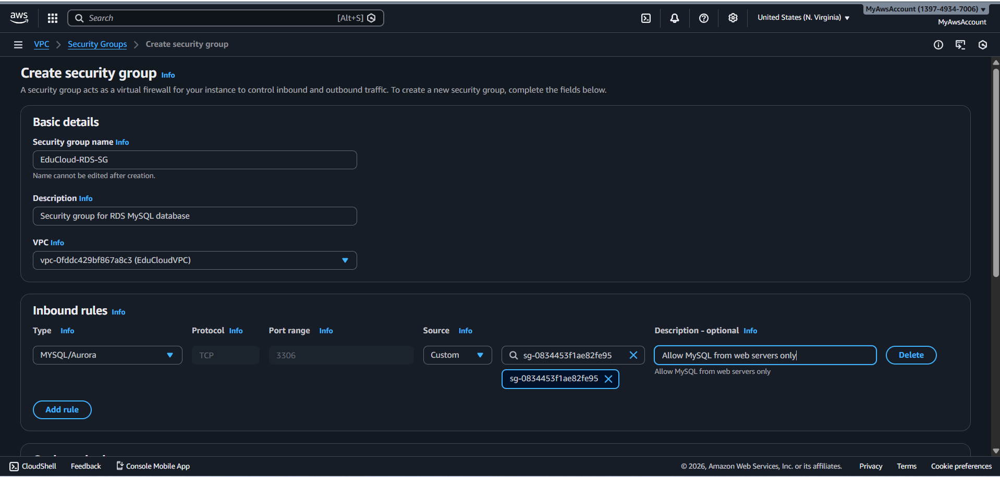 aws
Search [Alt+S]
United States (N. Virginia)
MyAwsAccount (1397-4934-7006)
MyAwsAccount
VPC
Security Groups
Create security group
Create security group Info
A security group acts as a virtual firewall for your instance to control inbound and outbound traffic. To create a new security group, complete the fields below.
Basic details
Security group name Info
EduCloud-RDS-SG
Name cannot be edited after creation.
Description Info
Security group for RDS MySQL database
VPC Info
vpc-0fddc429bf867a8c3 (EduCloudVPC)
Inbound rules Info
Type Info Protocol Info Port range Info Source Info Description - optional Info
MYSQL/Aurora TCP 3306 Custom sg-0834453f1ae82fe95 Allow MySQL from web servers only Delete
sg-0834453f1ae82fe95 Allow MySQL from web servers only
Add rule
CloudShell Feedback Console Mobile App © 2026, Amazon Web Services, Inc. or its affiliates. Privacy Terms Cookie preferences